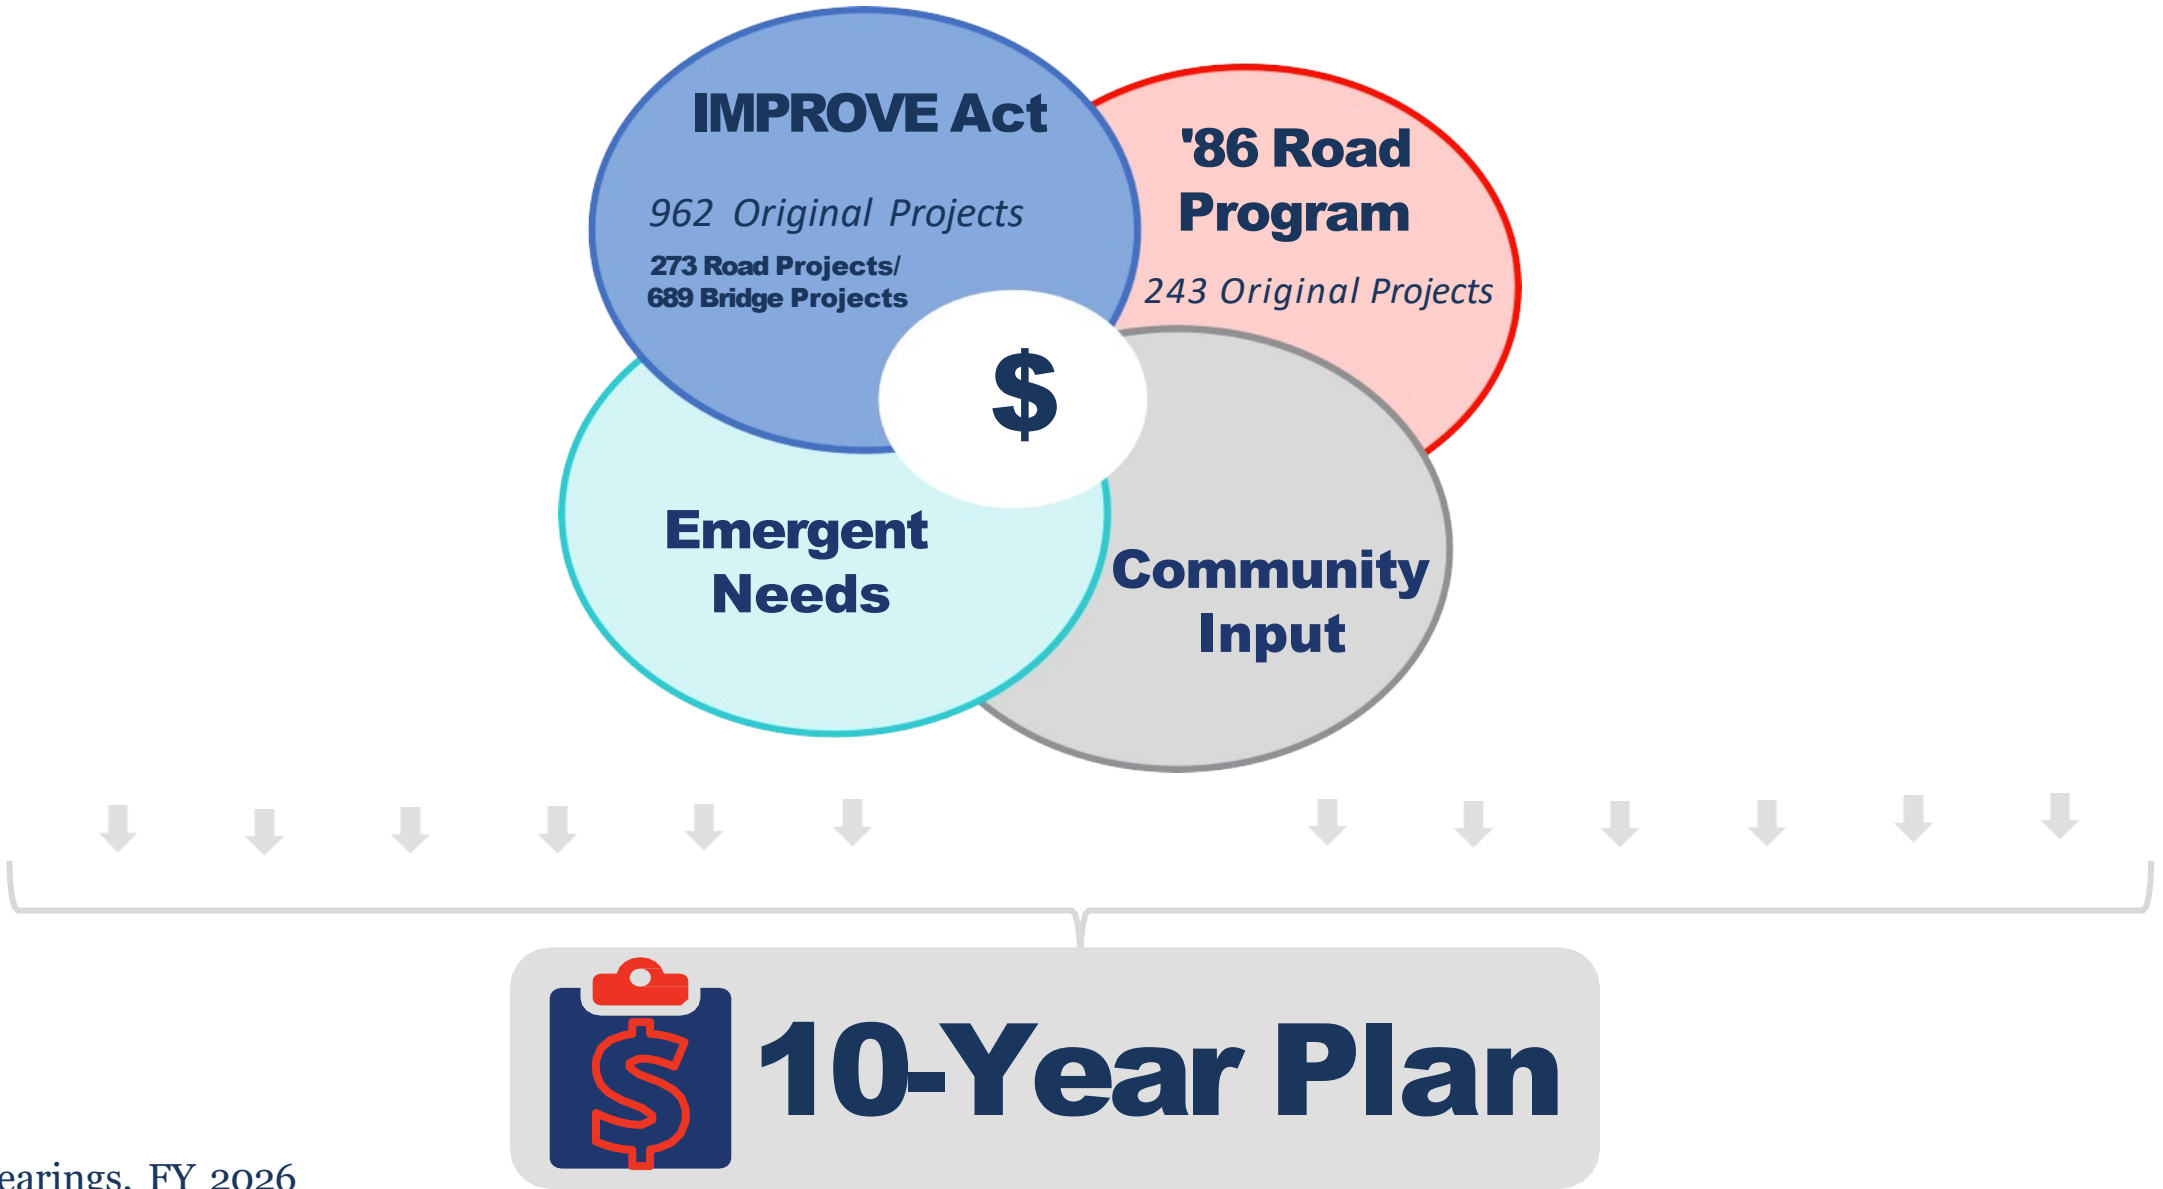 IMPROVE Act
962 Original Projects
273 Road Projects/
689 Bridge Projects
'86 Road
Program
243 Original Projects
$
Emergent
Needs
Community
Input
$
10-Year Plan
earings, FY 2026